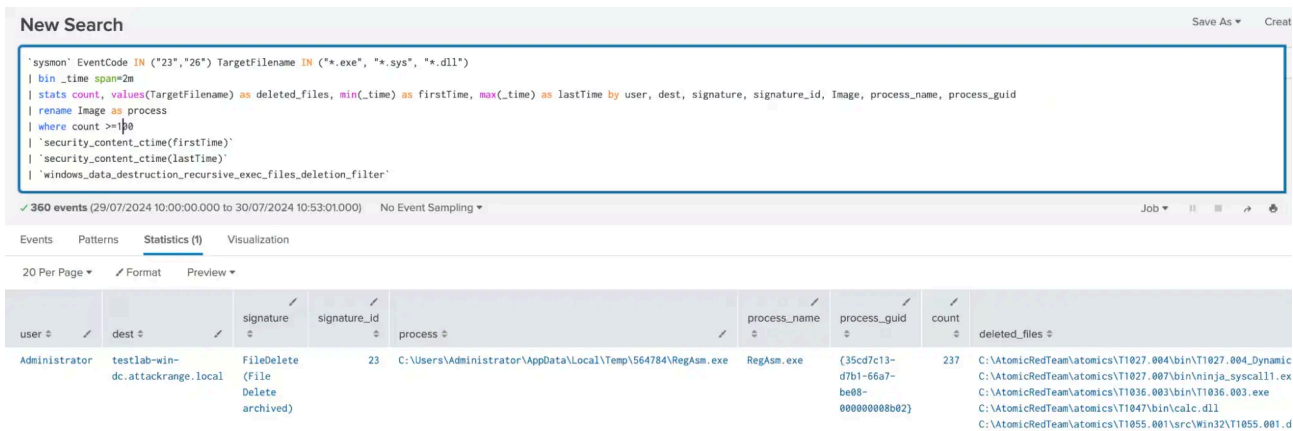 New Search
Save As
`sysmon` EventCode IN ("23","26") TargetFilename IN ("*.exe", "*.sys", "*.dll")
| bin _time span=2m
| stats count, values(TargetFilename) as deleted_files, min(_time) as firstTime, max(_time) as lastTime by user, dest, signature, signature_id, Image, process_name, process_guid
| rename Image as process
| where count >=100
| `security_content_ctime(firstTime)`
| `security_content_ctime(lastTime)`
| `windows_data_destruction_recursive_exec_files_deletion_filter`
✓ 360 events (29/07/2024 10:00:00.000 to 30/07/2024 10:53:01.000) No Event Sampling
Job
Events Patterns Statistics (1) Visualization
20 Per Page Format Preview
user dest signature signature_id process process_name process_guid count deleted_files
Administrator testlab-win- FileDelete 23 C:\Users\Administrator\AppData\Local\Temp\564784\RegAsm.exe RegAsm.exe {35cd7c13- 237 C:\AtomicRedTeam\atomics\T1027.004\bin\T1027.004_Dynamic
dc.attackrange.local (File d7b1-66a7- C:\AtomicRedTeam\atomics\T1027.007\bin\ninja_syscall1.ex
Delete be08- C:\AtomicRedTeam\atomics\T1036.003\bin\T1036.003.exe
archived) 000000008b02} C:\AtomicRedTeam\atomics\T1047\bin\calc.dll
C:\AtomicRedTeam\atomics\T1055.001\src\Win32\T1055.001.d